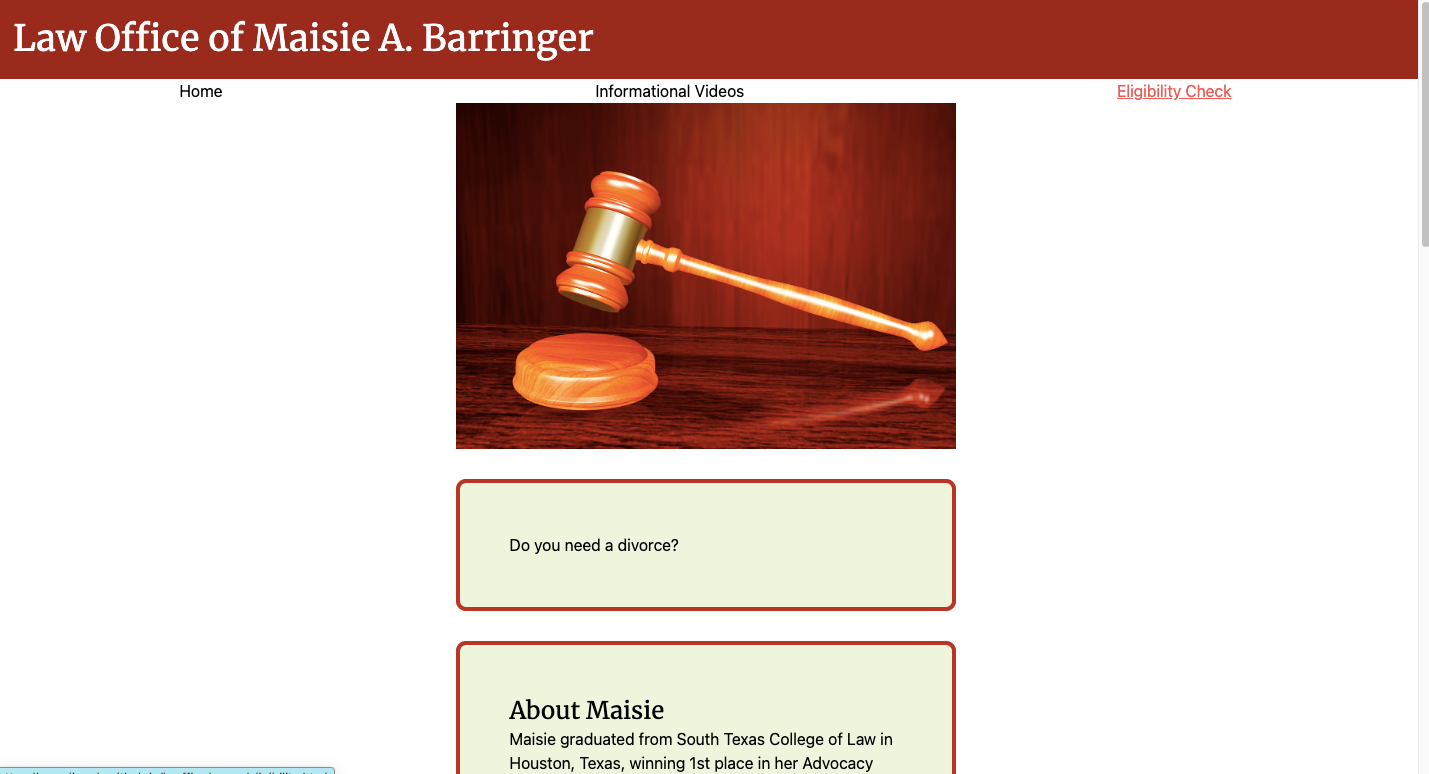 Law Office of Maisie A. Barringer
Home Informational Videos Eligibility Check
Do you need a divorce?
About Maisie
Maisie graduated from South Texas College of Law in
Houston, Texas, winning 1st place in her Advocacy